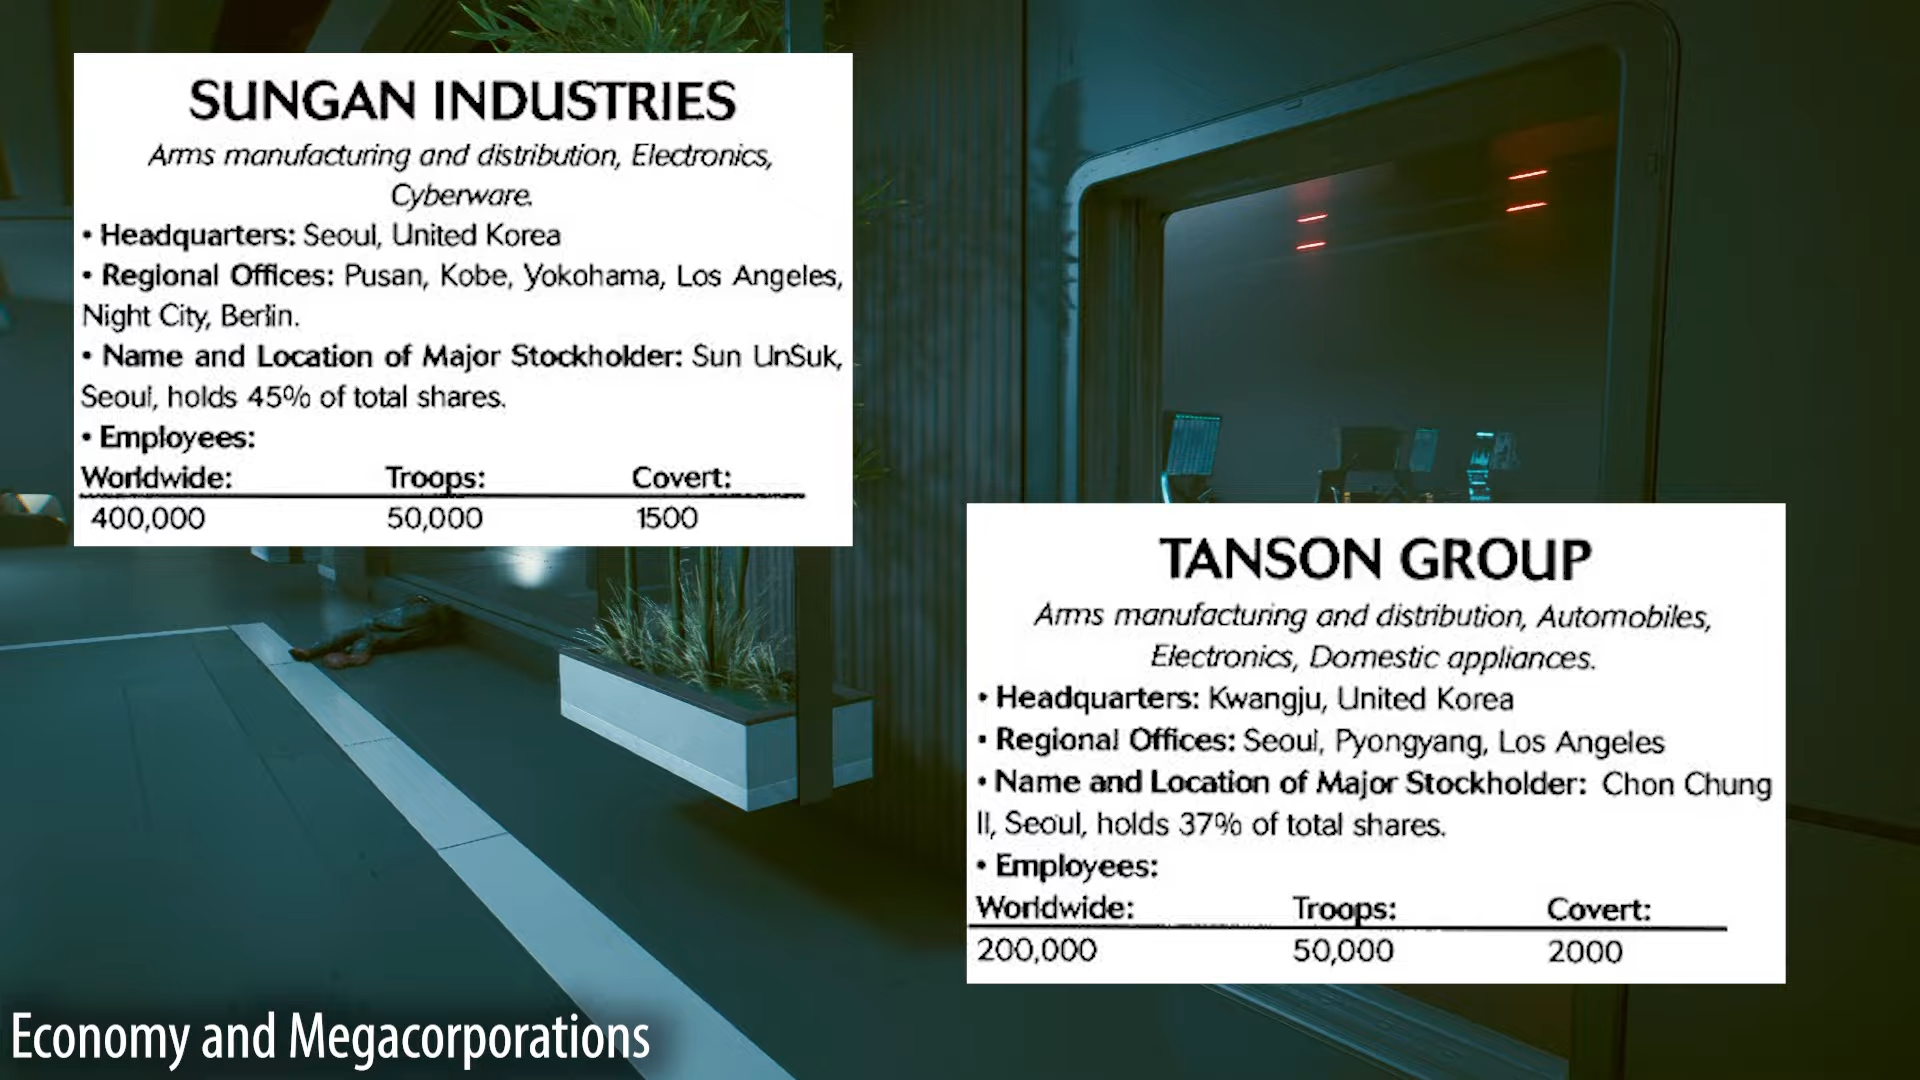 SUNGAN INDUSTRIES
Arms manufacturing and distribution, Electronics,
Cyberware.
• Headquarters: Seoul, United Korea
• Regional Offices: Pusan, Kobe, Yokohama, Los Angeles,
Night City, Berlin.
• Name and Location of Major Stockholder: Sun UnSuk,
Seoul, holds 45% of total shares.
• Employees:
Worldwide: Troops: Covert:
400,000 50,000 1500
TANSON GROUP
Arms manufacturing and distribution, Automobiles,
Electronics, Domestic appliances.
• Headquarters: Kwangju, United Korea
• Regional Offices: Seoul, Pyongyang, Los Angeles
• Name and Location of Major Stockholder: Chon Chung
Il, Seoul, holds 37% of total shares.
• Employees:
Worldwide: Troops: Covert:
200,000 50,000 2000
Economy and Megacorporations